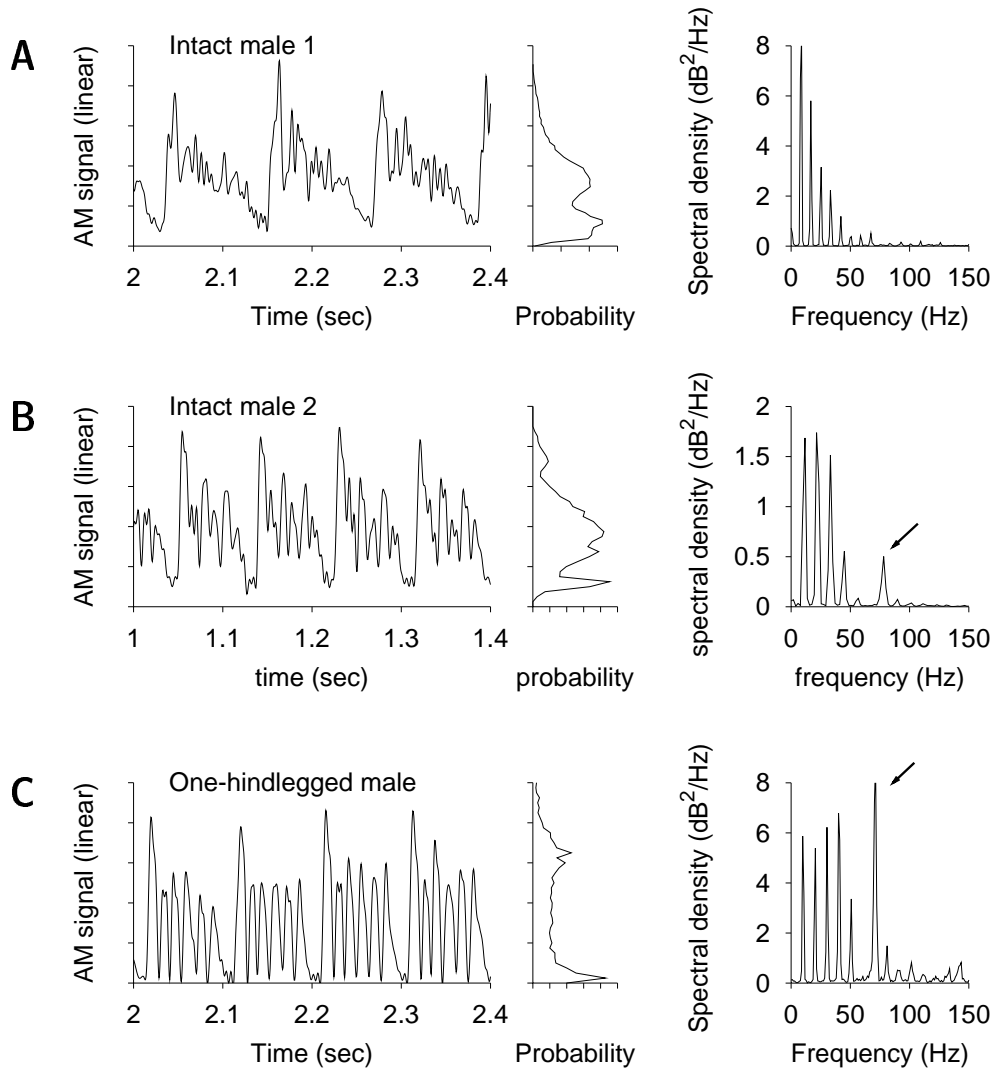 A
Intact male 1
AM signal (linear)
2 2.1 2.2 2.3 2.4
Time (sec)
Probability
Spectral density (dB²/Hz)
8
6
4
2
0
0 50 100 150
Frequency (Hz)
B
Intact male 2
AM signal (linear)
1 1.1 1.2 1.3 1.4
time (sec)
probability
spectral density (dB²/Hz)
2
1.5
1
0.5
0
0 50 100 150
frequency (Hz)
C
One-hindlegged male
AM signal (linear)
2 2.1 2.2 2.3 2.4
Time (sec)
Probability
Spectral density (dB²/Hz)
8
6
4
2
0
0 50 100 150
Frequency (Hz)